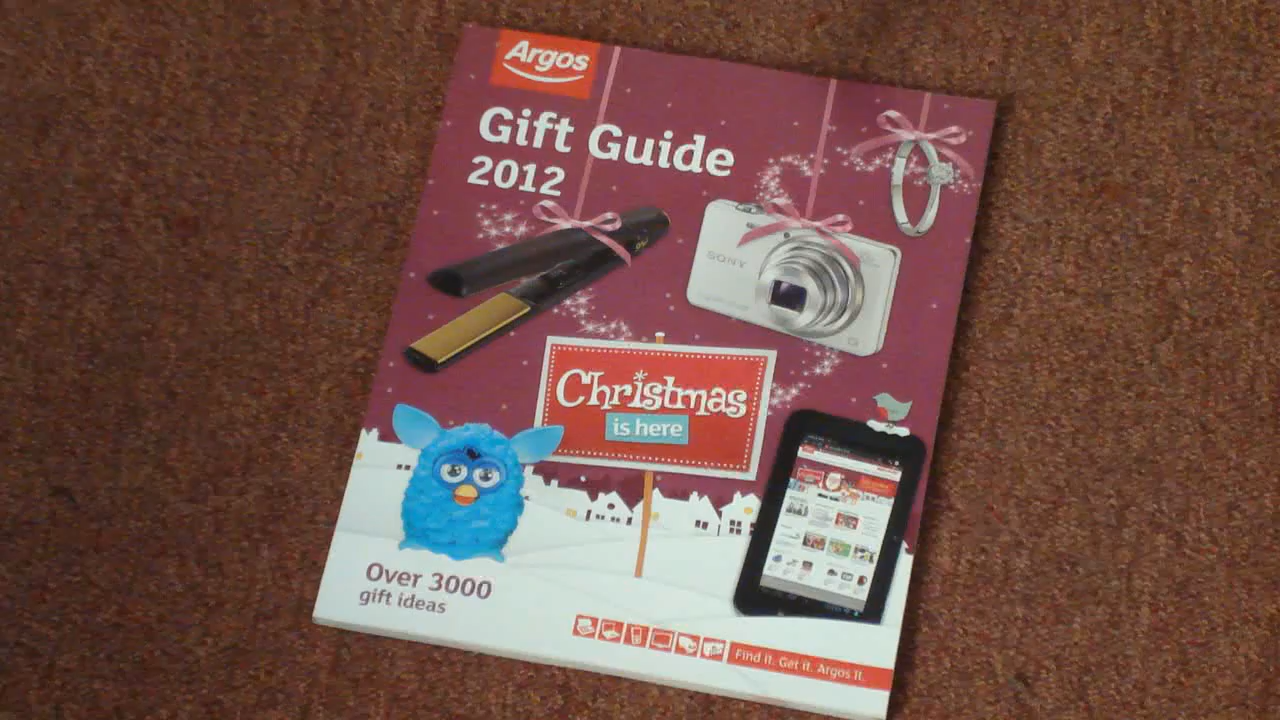 Argos
Gift Guide
2012
SONY
Christmas
is here
Over 3000
gift ideas
Find it. Get it. Argos It.